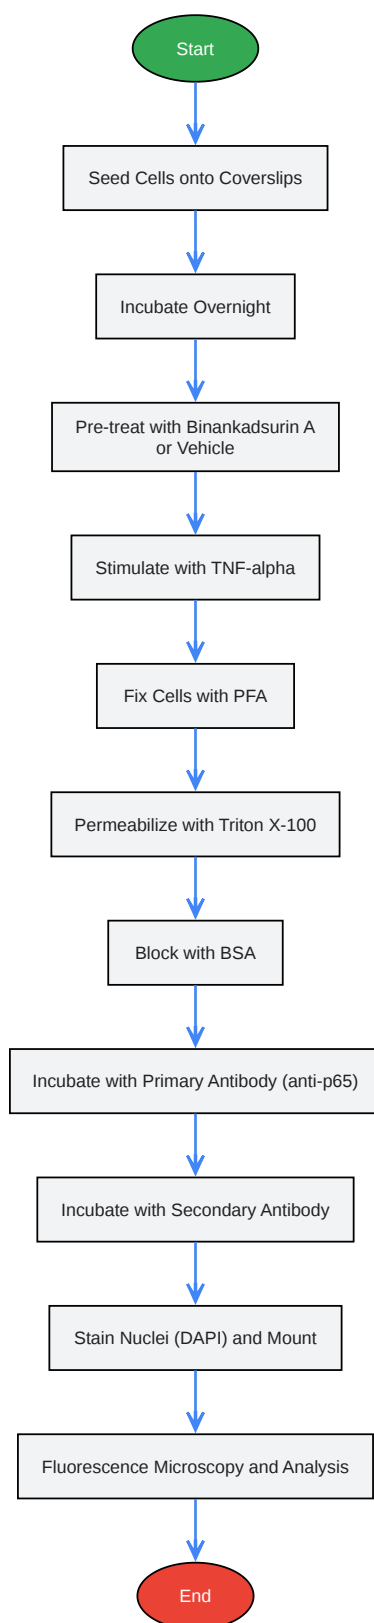 Start
Seed Cells onto Coverslips
Incubate Overnight
Pre-treat with Binankadsurin A
or Vehicle
Stimulate with TNF-alpha
Fix Cells with PFA
Permeabilize with Triton X-100
Block with BSA
Incubate with Primary Antibody (anti-p65)
Incubate with Secondary Antibody
Stain Nuclei (DAPI) and Mount
Fluorescence Microscopy and Analysis
End